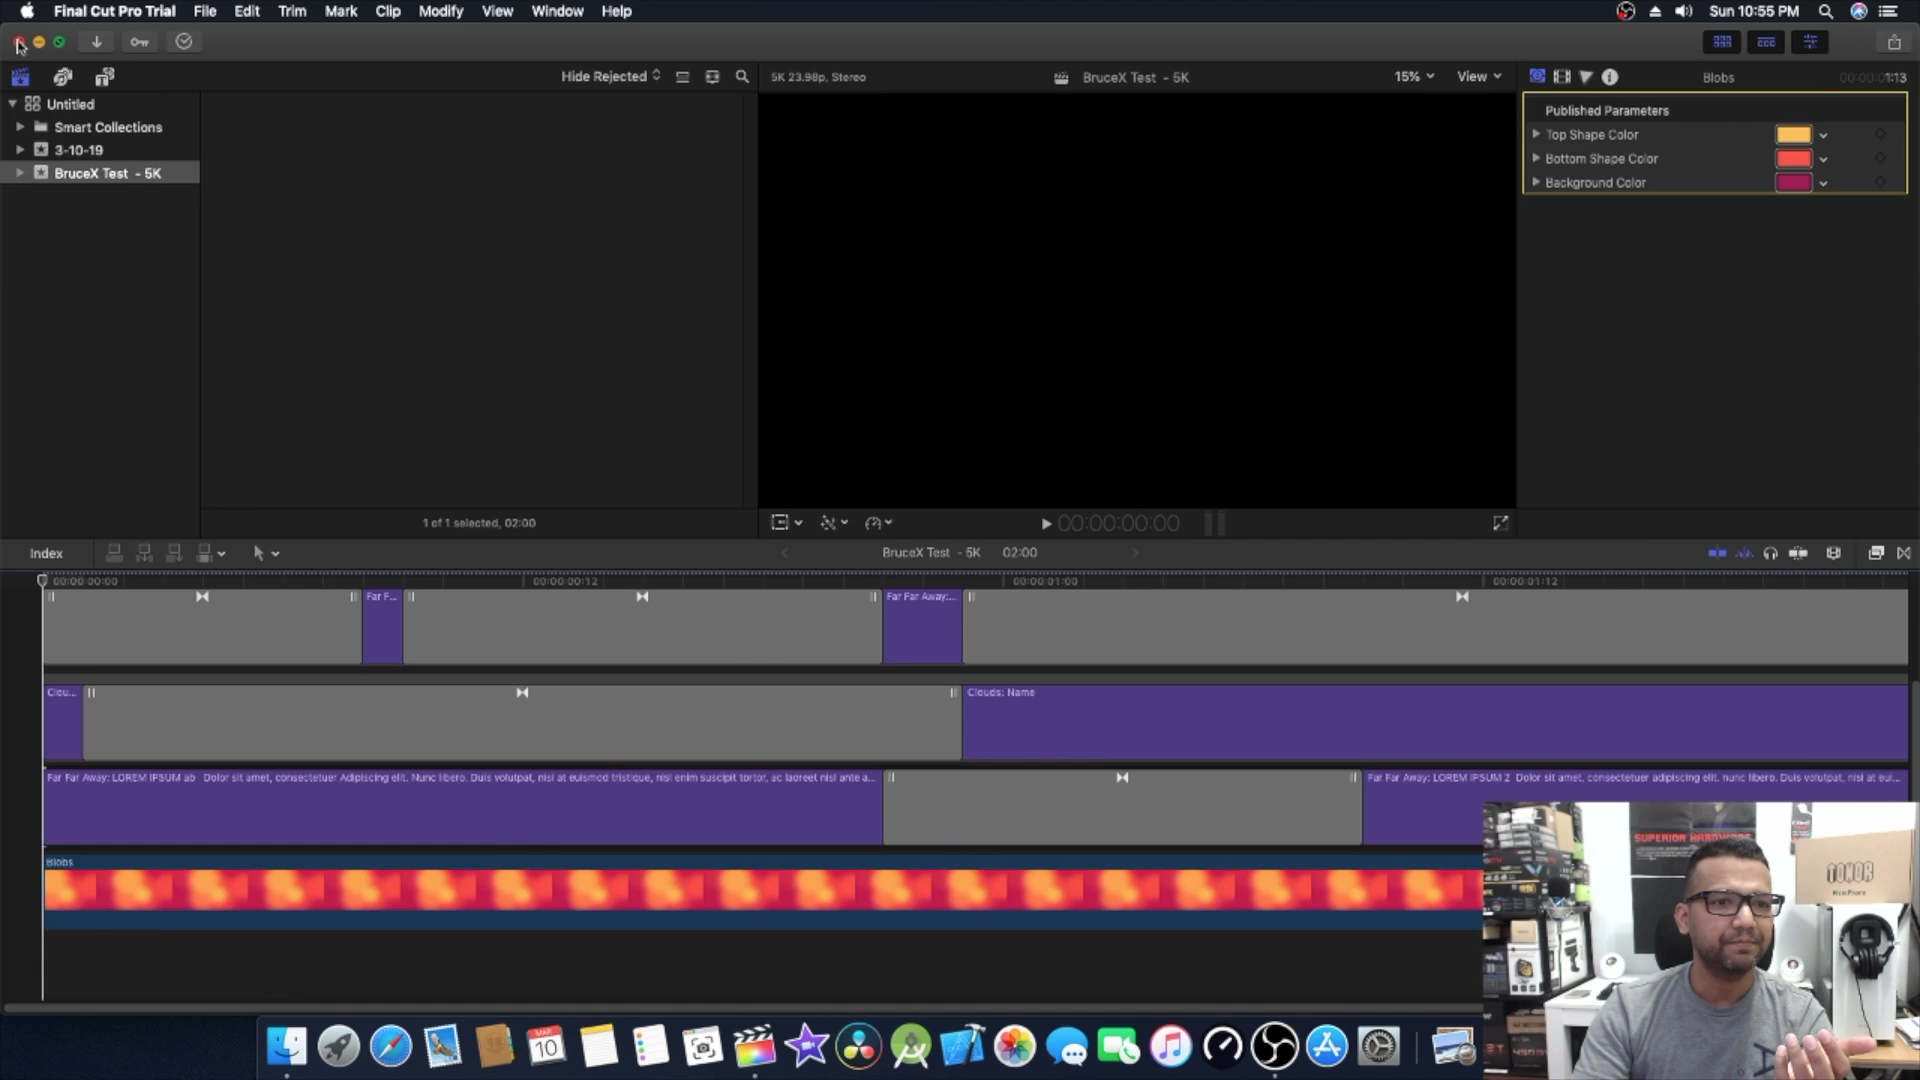 Final Cut Pro Trial File Edit Trim Mark Clip Modify View Window Help Sun 10:55 PM
Hide Rejected 5K 23.98p, Stereo BruceX Test - 5K 15% View Blobs 00:00:01:13
Untitled
Smart Collections
3-10-19
BruceX Test - 5K
Published Parameters
Top Shape Color
Bottom Shape Color
Background Color
1 of 1 selected, 02:00
00:00:00:00
Index BruceX Test - 5K 02:00
00:00:00:00 00:00:00:12 00:00:01:00 00:00:01:12
Far F... Far Far Away:...
Clou... Clouds: Name
Far Far Away: LOREM IPSUM ab Dolor sit amet, consectetuer Adipiscing elit. Nunc libero. Duis volutpat, nisl at euismod tristique, nisl enim suscipit tortor, ac laoreet nisl ante a... Far Far Away: LOREM IPSUM 2 Dolor sit amet, consectetuer adipiscing elit. nunc libero. Duis volutpat, nisl at eui...
Blobs
SUPERIOR HARDWARE
TONOR
MAR
10